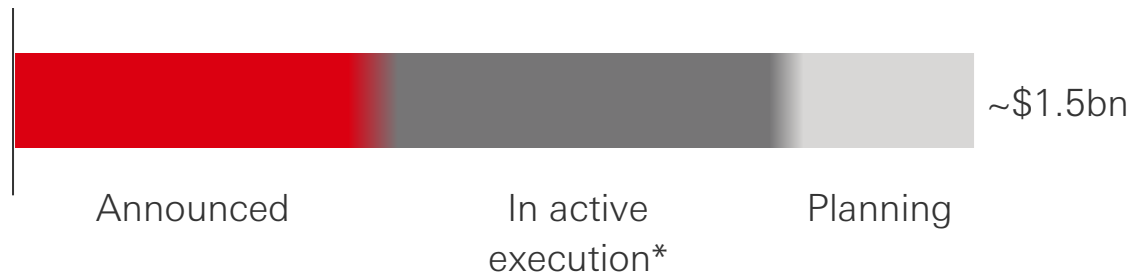 ~$1.5bn
Announced
In active
execution*
Planning